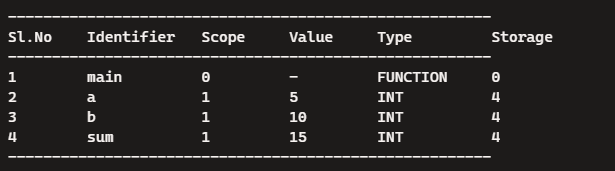 -------------------------------------------------------
Sl.No Identifier Scope Value Type Storage
-------------------------------------------------------
1 main 0 - FUNCTION 0
2 a 1 5 INT 4
3 b 1 10 INT 4
4 sum 1 15 INT 4
-------------------------------------------------------